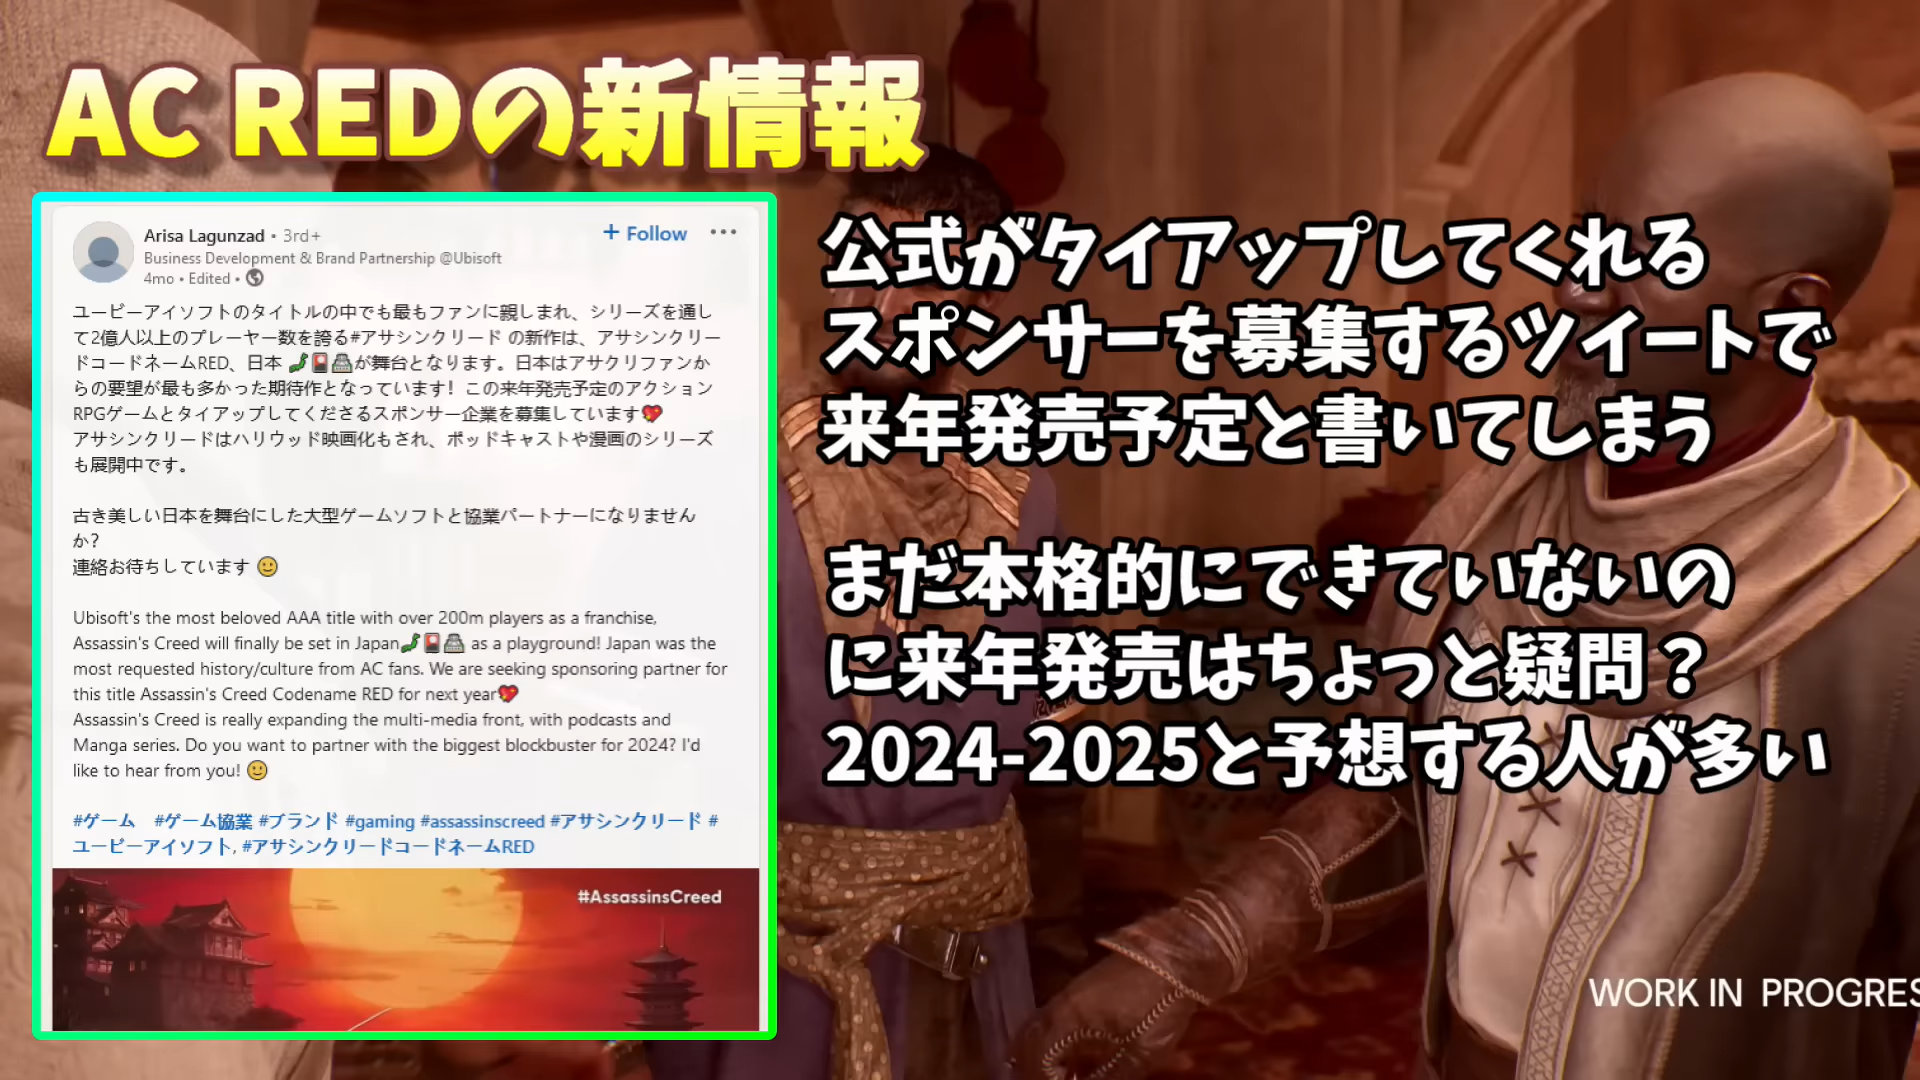 AC REDの新情報
Arisa Lagunzad • 3rd+
+ Follow •••
Business Development & Brand Partnership @Ubisoft
4mo • Edited •
ユービーアイソフトのタイトルの中でも最もファンに親しまれ、シリーズを通し
て2億人以上のプレーヤー数を誇る#アサシンクリード の新作は、アサシンクリー
ドコードネームRED、日本 🗾🎴🏯が舞台となります。日本はアサクリファンか
らの要望が最も多かった期待作となっています! この来年発売予定のアクション
RPGゲームとタイアップしてくださるスポンサー企業を募集しています💖
アサシンクリードはハリウッド映画化もされ、ポッドキャストや漫画のシリーズ
も展開中です。
古き美しい日本を舞台にした大型ゲームソフトと協業パートナーになりません
か?
連絡お待ちしています 🙂
Ubisoft's the most beloved AAA title with over 200m players as a franchise,
Assassin's Creed will finally be set in Japan🗾🎴🏯 as a playground! Japan was the
most requested history/culture from AC fans. We are seeking sponsoring partner for
this title Assassin's Creed Codename RED for next year💖
Assassin's Creed is really expanding the multi-media front, with podcasts and
Manga series. Do you want to partner with the biggest blockbuster for 2024? I'd
like to hear from you! 🙂
#ゲーム　#ゲーム協業 #ブランド #gaming #assassinscreed #アサシンクリード #
ユービーアイソフト, #アサシンクリードコードネームRED
#AssassinsCreed
公式がタイアップしてくれる
スポンサーを募集するツイートで
来年発売予定と書いてしまう
まだ本格的にできていないの
に来年発売はちょっと疑問？
2024-2025と予想する人が多い
WORK IN PROGRES